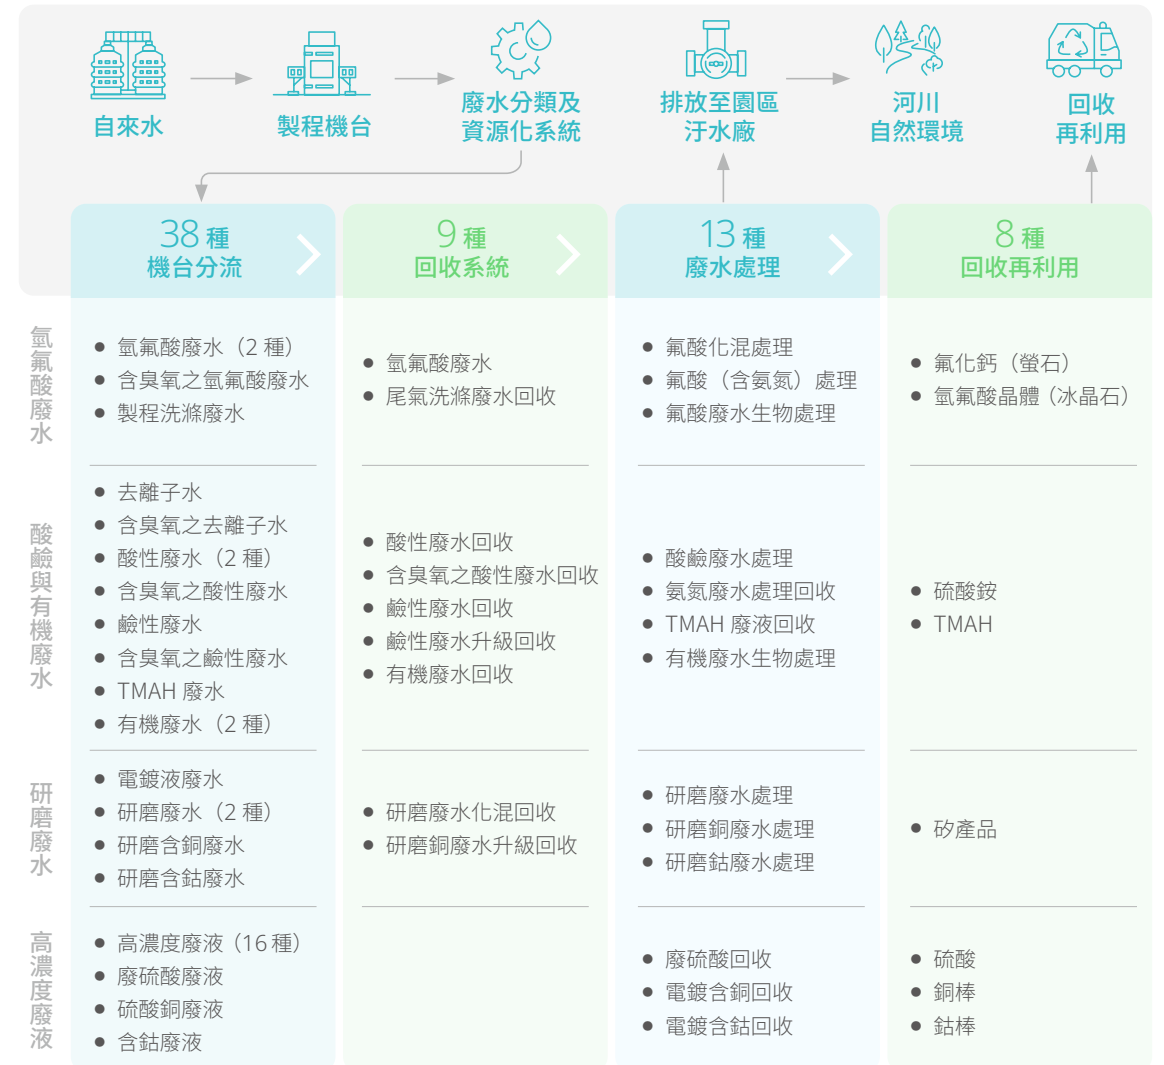 自來水
製程機台
廢水分類及
資源化系統
排放至園區
汙水廠
河川
自然環境
回收
再利用
38 種
機台分流
9 種
回收系統
13 種
廢水處理
8 種
回收再利用
氫氟酸廢水
氫氟酸廢水（2 種）
含臭氧之氫氟酸廢水
製程洗滌廢水
氫氟酸廢水
尾氣洗滌廢水回收
氟酸化混處理
氟酸（含氨氮）處理
氟酸廢水生物處理
氟化鈣（螢石）
氫氟酸晶體（冰晶石）
酸鹼與有機廢水
去離子水
含臭氧之去離子水
酸性廢水（2 種）
含臭氧之酸性廢水
鹼性廢水
含臭氧之鹼性廢水
TMAH 廢水
有機廢水（2 種）
酸性廢水回收
含臭氧之酸性廢水回收
鹼性廢水回收
鹼性廢水升級回收
有機廢水回收
酸鹼廢水處理
氨氮廢水處理回收
TMAH 廢液回收
有機廢水生物處理
硫酸銨
TMAH
研磨廢水
電鍍液廢水
研磨廢水（2 種）
研磨含銅廢水
研磨含鈷廢水
研磨廢水化混回收
研磨銅廢水升級回收
研磨廢水處理
研磨銅廢水處理
研磨鈷廢水處理
矽產品
高濃度廢液
高濃度廢液（16 種）
廢硫酸廢液
硫酸銅廢液
含鈷廢液
廢硫酸回收
電鍍含銅回收
電鍍含鈷回收
硫酸
銅棒
鈷棒